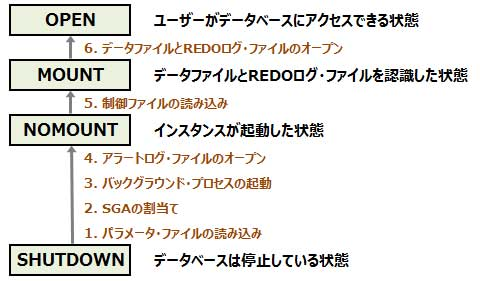 OPEN ユーザーがデータベースにアクセスできる状態
6. データファイルとREDOログ・ファイルのオープン
MOUNT データファイルとREDOログ・ファイルを認識した状態
5. 制御ファイルの読み込み
NOMOUNT インスタンスが起動した状態
4. アラートログ・ファイルのオープン
3. バックグラウンド・プロセスの起動
2. SGAの割当て
1. パラメータ・ファイルの読み込み
SHUTDOWN データベースは停止している状態